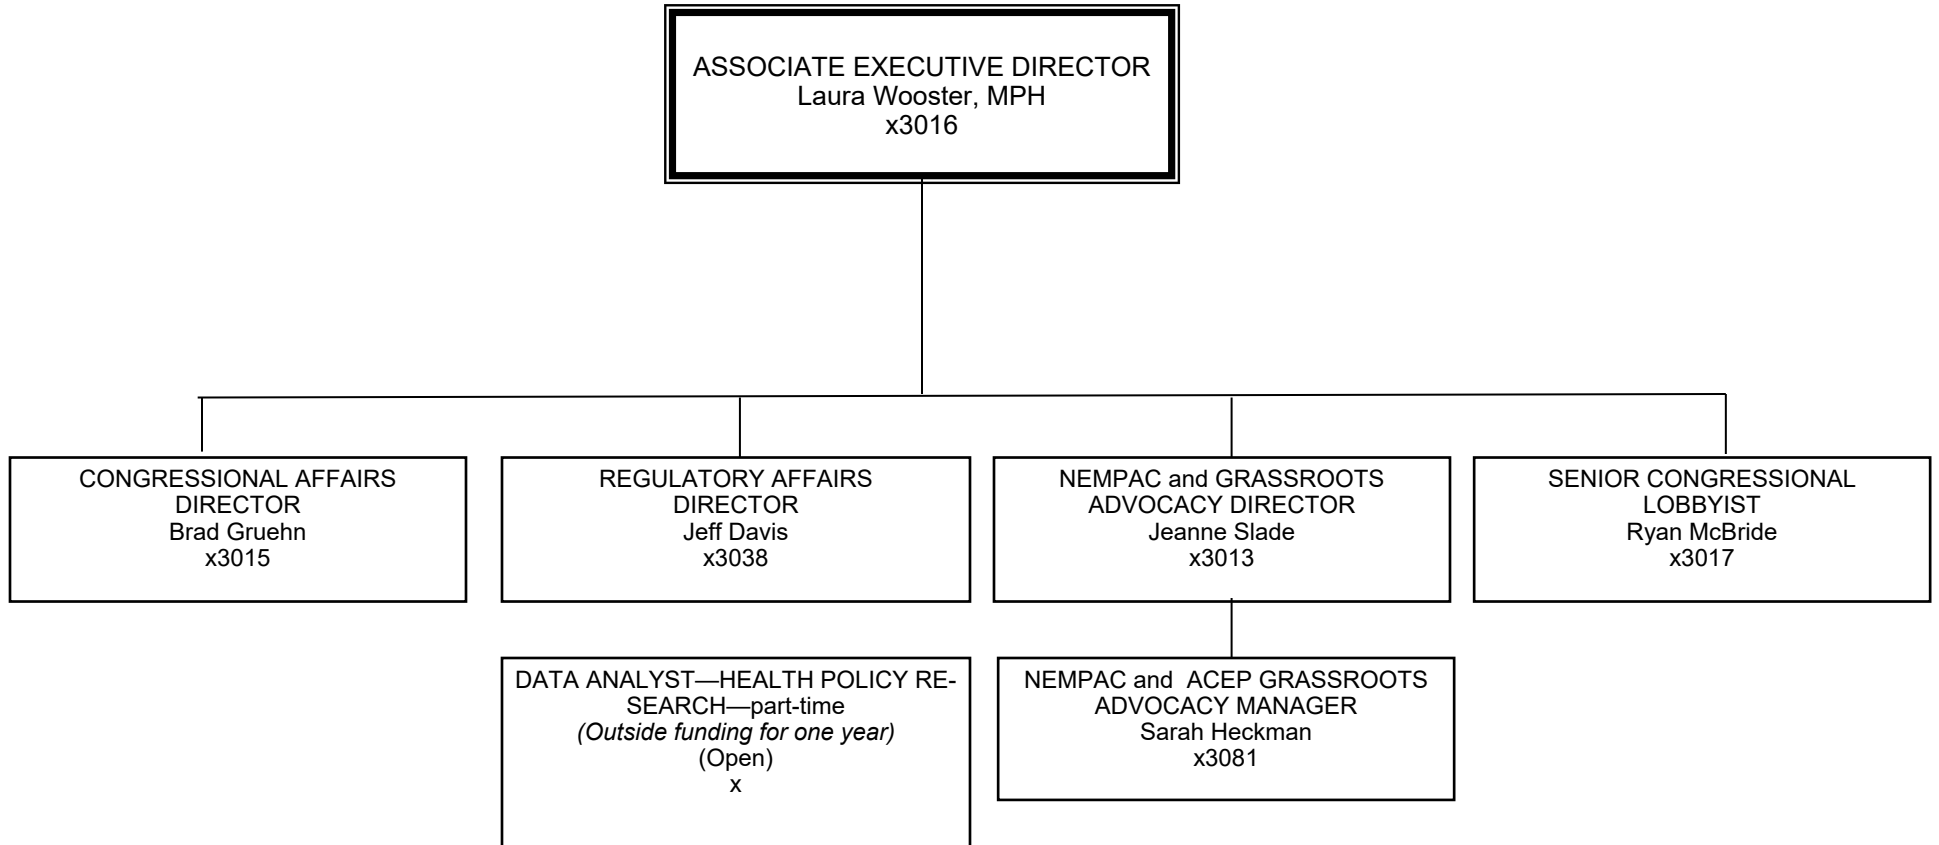 ASSOCIATE EXECUTIVE DIRECTOR
Laura Wooster, MPH
x3016
CONGRESSIONAL AFFAIRS
DIRECTOR
Brad Gruehn
x3015
REGULATORY AFFAIRS
DIRECTOR
Jeff Davis
x3038
NEMPAC and GRASSROOTS
ADVOCACY DIRECTOR
Jeanne Slade
x3013
SENIOR CONGRESSIONAL
LOBBYIST
Ryan McBride
x3017
DATA ANALYST—HEALTH POLICY RE-
SEARCH—part-time
(Outside funding for one year)
(Open)
x
NEMPAC and  ACEP GRASSROOTS
ADVOCACY MANAGER
Sarah Heckman
x3081